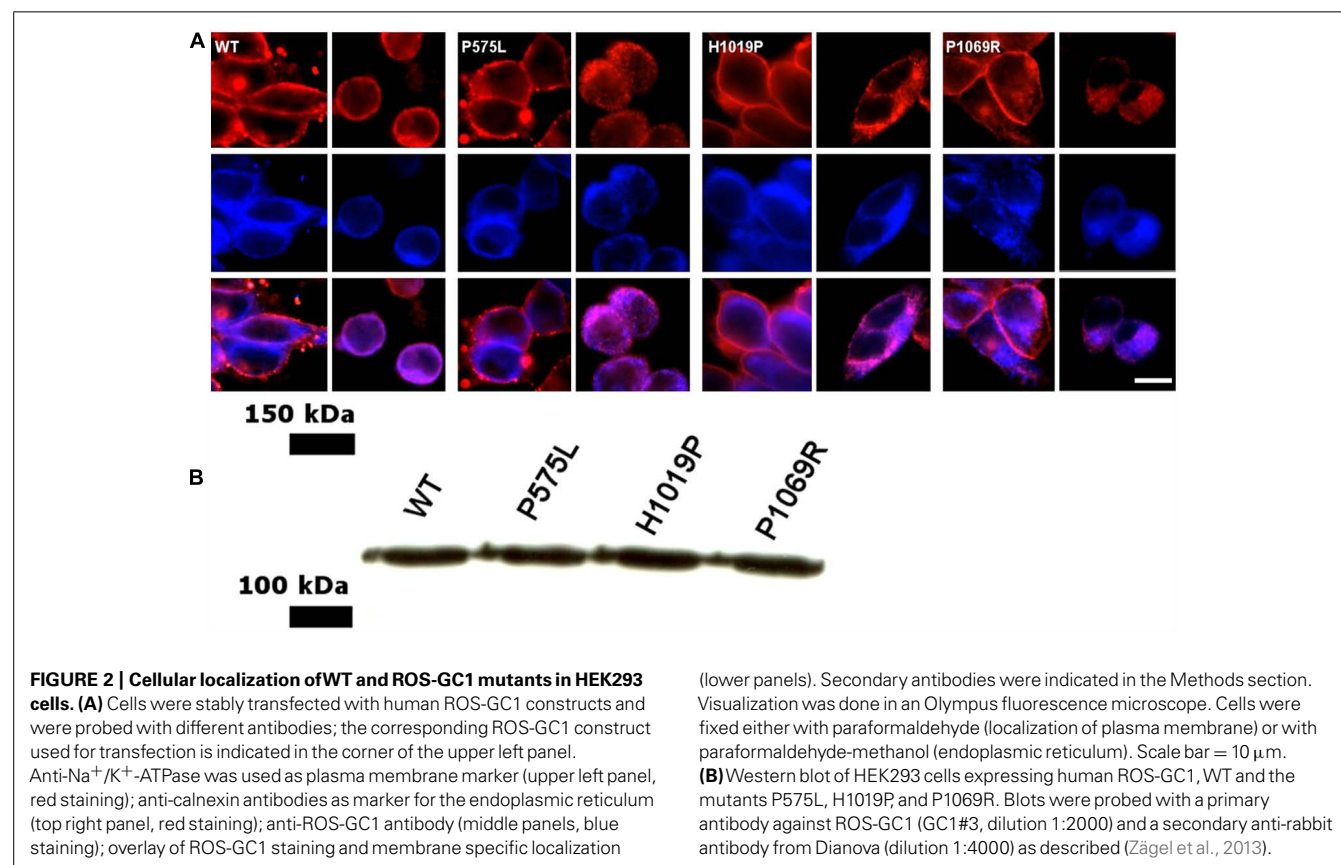 A
WT
P575L
H1019P
P1069R
150 kDa
B
WT
P575L
H1019P
P1069R
100 kDa
FIGURE 2 | Cellular localization of WT and ROS-GC1 mutants in HEK293
cells. (A) Cells were stably transfected with human ROS-GC1 constructs and
were probed with different antibodies; the corresponding ROS-GC1 construct
used for transfection is indicated in the corner of the upper left panel.
Anti-Na+/K+-ATPase was used as plasma membrane marker (upper left panel,
red staining); anti-calnexin antibodies as marker for the endoplasmic reticulum
(top right panel, red staining); anti-ROS-GC1 antibody (middle panels, blue
staining); overlay of ROS-GC1 staining and membrane specific localization
(lower panels). Secondary antibodies were indicated in the Methods section.
Visualization was done in an Olympus fluorescence microscope. Cells were
fixed either with paraformaldehyde (localization of plasma membrane) or with
paraformaldehyde-methanol (endoplasmic reticulum). Scale bar = 10 μm.
(B) Western blot of HEK293 cells expressing human ROS-GC1, WT and the
mutants P575L, H1019P, and P1069R. Blots were probed with a primary
antibody against ROS-GC1 (GC1#3, dilution 1:2000) and a secondary anti-rabbit
antibody from Dianova (dilution 1:4000) as described (Zägel et al., 2013).